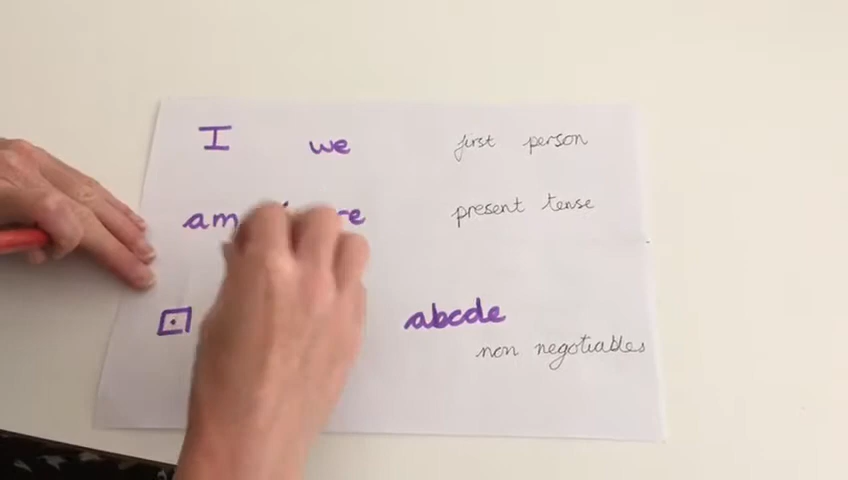 I we first person
am present tense
abcde
non negotiables